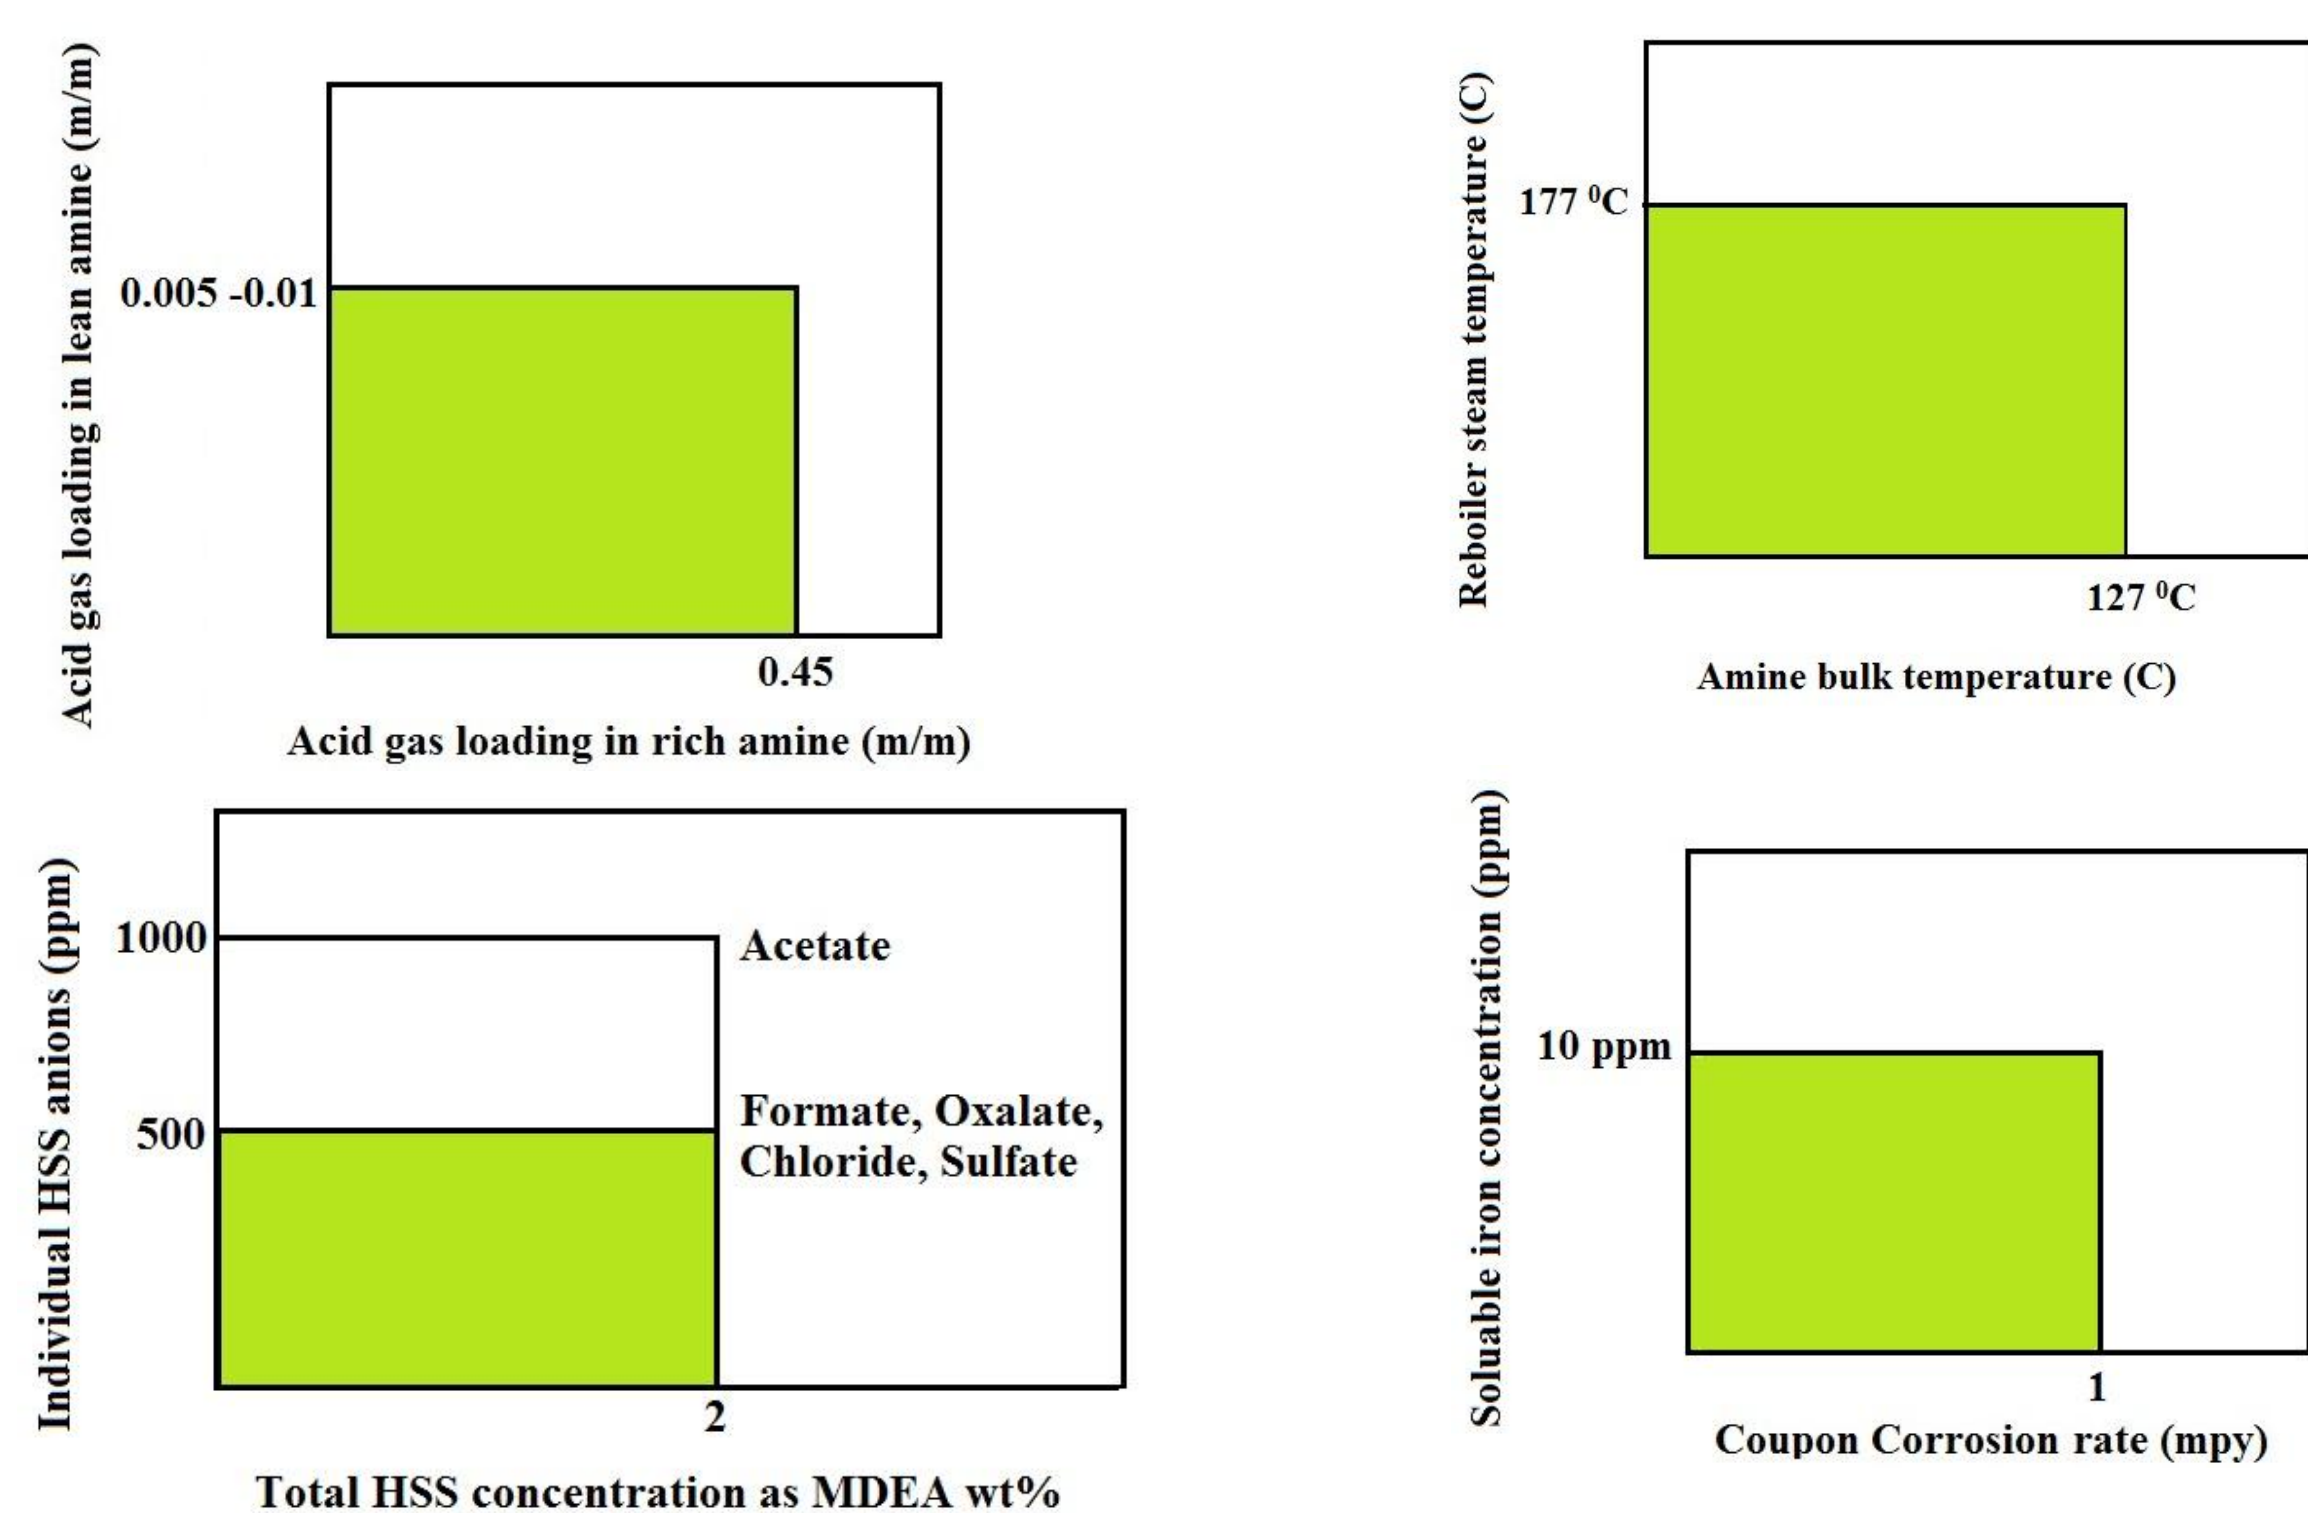 Acid gas loading in lean amine (m/m)
0.005 -0.01
0.45
Acid gas loading in rich amine (m/m)
Reboiler steam temperature (C)
177 ⁰C
127 ⁰C
Amine bulk temperature (C)
Individual HSS anions (ppm)
1000
Acetate
500
Formate, Oxalate,
Chloride, Sulfate
2
Total HSS concentration as MDEA wt%
Soluable iron concentration (ppm)
10 ppm
1
Coupon Corrosion rate (mpy)